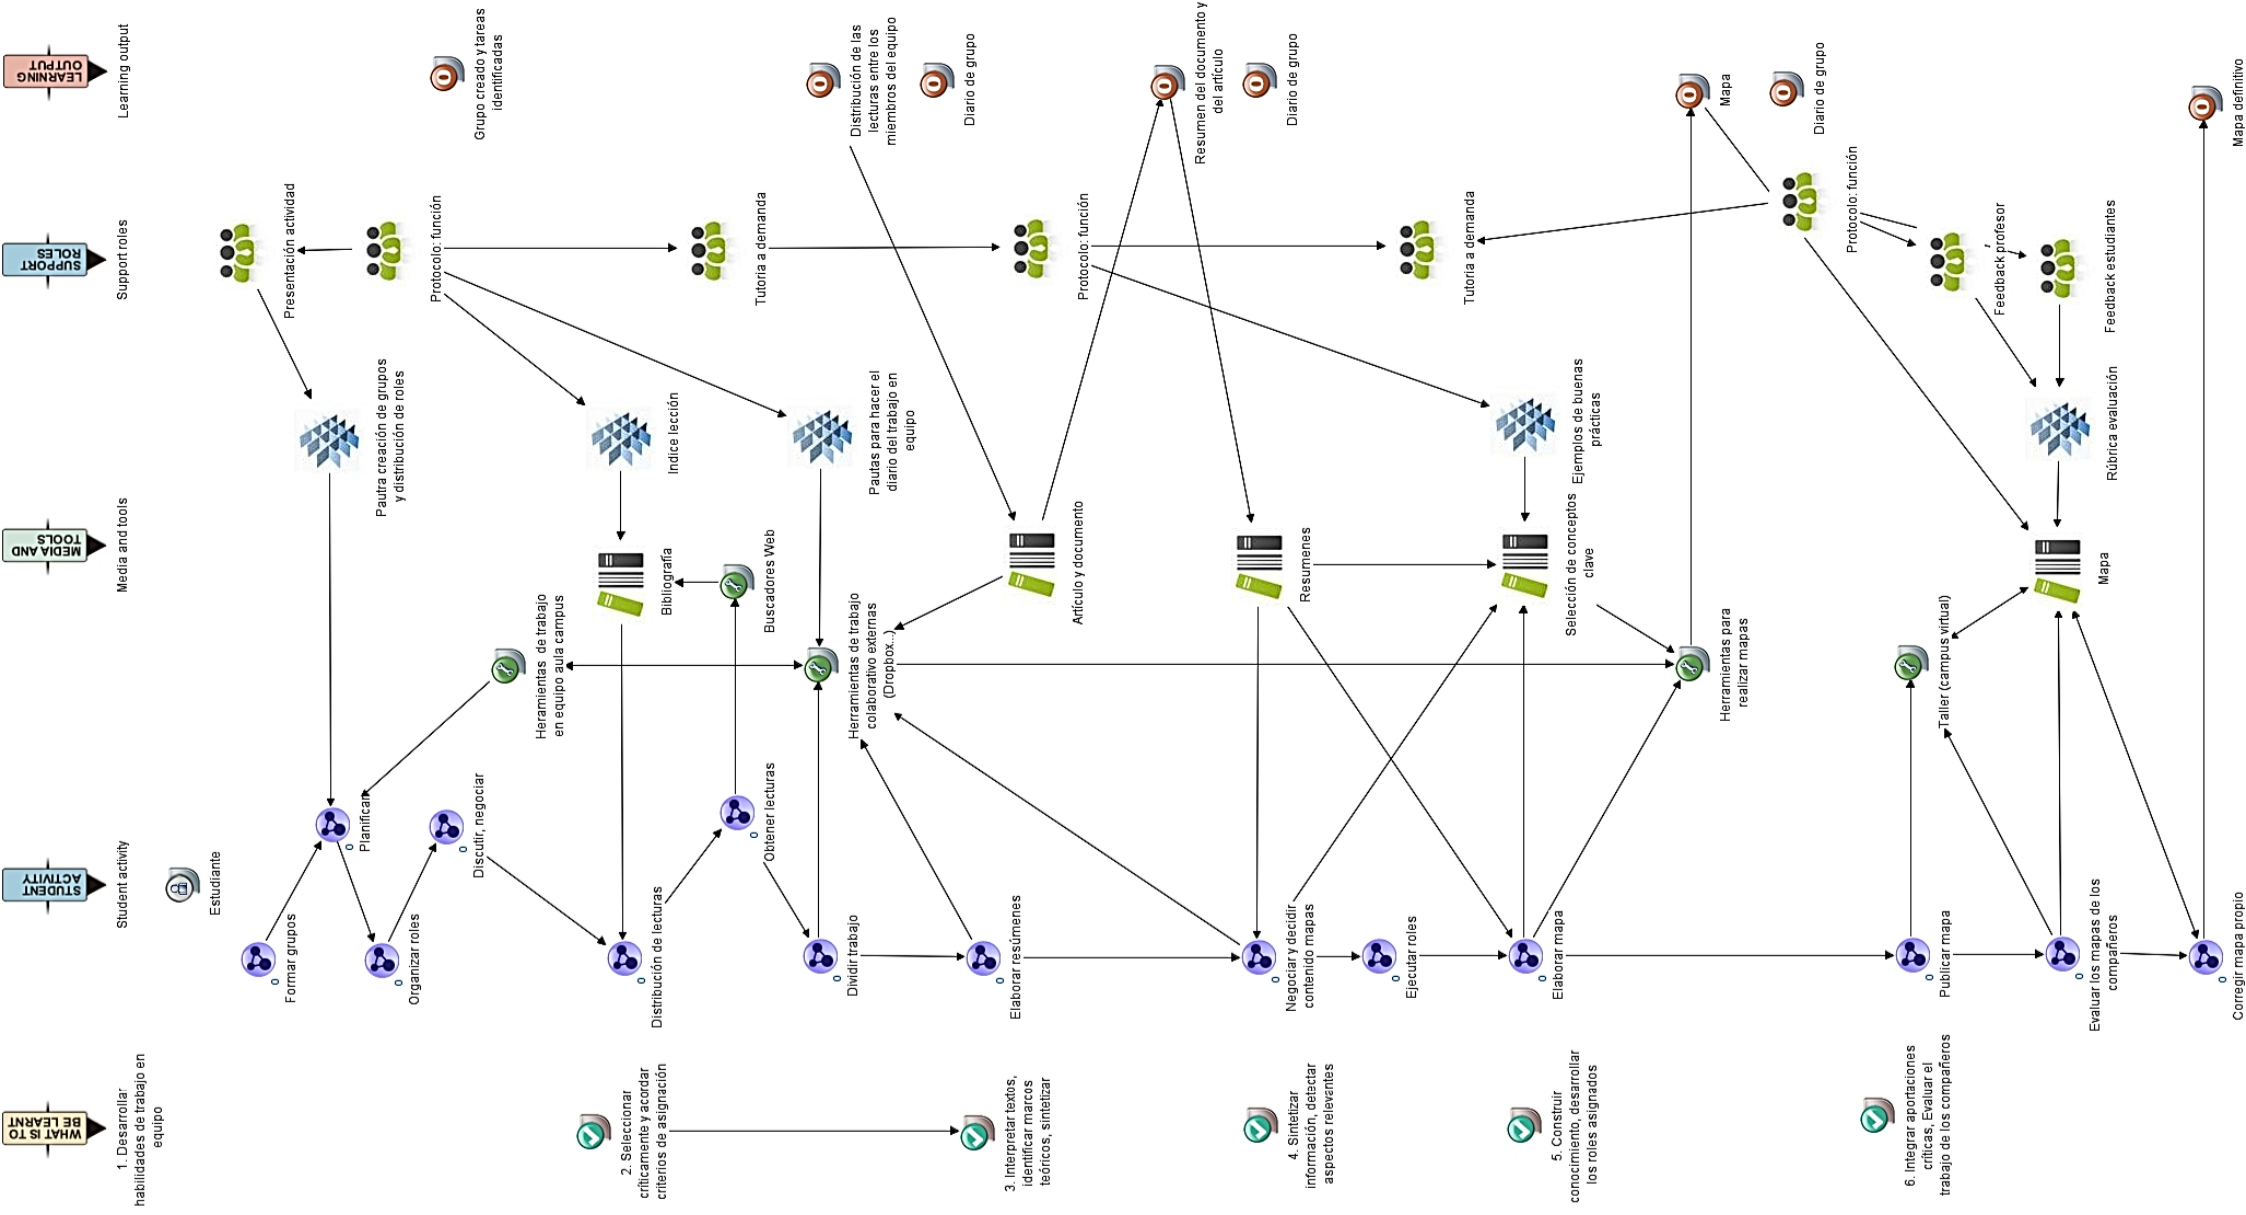 LEARNING
OUTPUT
Learning output
Grupo creado y tareas
identificadas
Distribución de las
lecturas entre los
miembros del equipo
Diario de grupo
Resumen del documento y
del artículo
Diario de grupo
Mapa
Diario de grupo
Mapa definitivo
SUPPORT
ROLES
Support roles
Presentación actividad
Protocolo: función
Tutoria a demanda
Protocolo: función
Tutoria a demanda
Protocolo: función
Feedback profesor
Feedback estudiantes
MEDIA AND
TOOLS
Media and tools
Pautra creación de grupos
y distribución de roles
Indice lección
Pautas para hacer el
diario del trabajo en
equipo
Ejemplos de buenas
prácticas
Rúbrica evaluación
Heramientas de trabajo
en equipo aula campus
Bibliografía
Buscadores Web
Herramientas de trabajo
colaborativo externas
(Dropbox...)
Artículo y documento
Resumenes
Selección de conceptos
clave
Herramientas para
realizar mapas
Taller (campus virtual)
Mapa
STUDENT
ACTIVITY
Student activity
Estudiante
Formar grupos
Planificar
Organizar roles
Discutir, negociar
Distribución de lecturas
Obtener lecturas
Dividir trabajo
Elaborar resúmenes
Negociar y decidir
contenido mapas
Ejecutar roles
Elaborar mapa
Publicar mapa
Evaluar los mapas de los
compañeros
Corregir mapa propio
WHAT IS TO
BE LEARNT
1. Desarrollar
habilidades de trabajo en
equipo
2. Seleccionar
críticamente y acordar
criterios de asignación
3. Interpretar textos,
identificar marcos
teóricos, sintetizar
4. Sintetizar
información, detectar
aspectos relevantes
5. Construir
conocimiento, desarrollar
los roles asignados
6. Integrar aportaciones
críticas, Evaluar el
trabajo de los compañeros